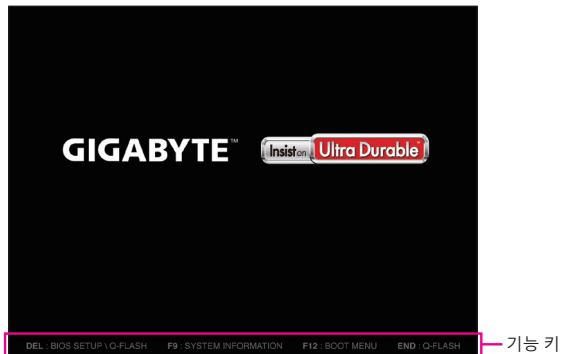 GIGABYTE™
Insist on Ultra Durable™
DEL : BIOS SETUP \ Q-FLASH F9 : SYSTEM INFORMATION F12 : BOOT MENU END : Q-FLASH
기능 키